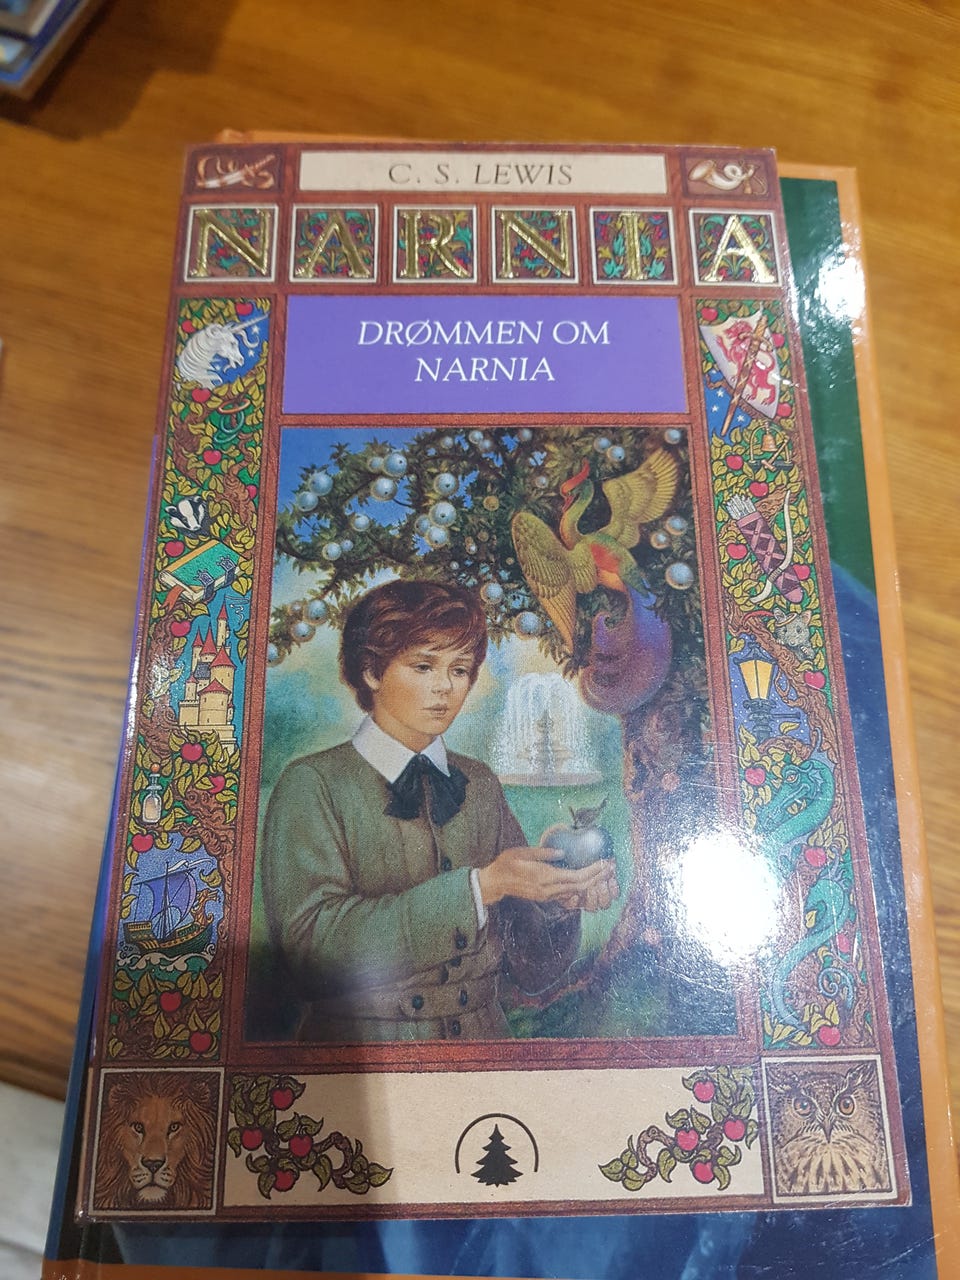 C. S. LEWIS
NARNIA
DRØMMEN OM
NARNIA